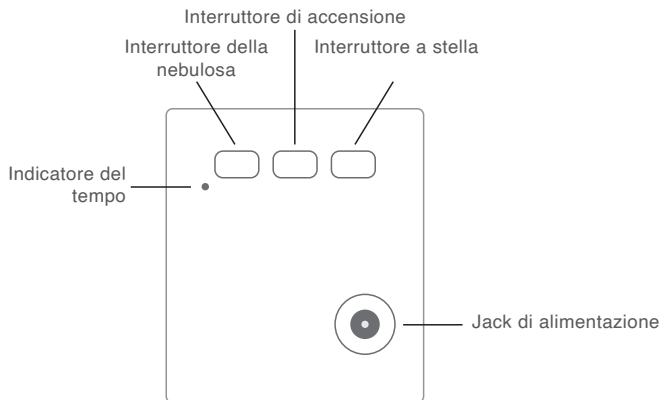 Interruttore di accensione
Interruttore della
nebulosa
Interruttore a stella
Indicatore del
tempo
Jack di alimentazione